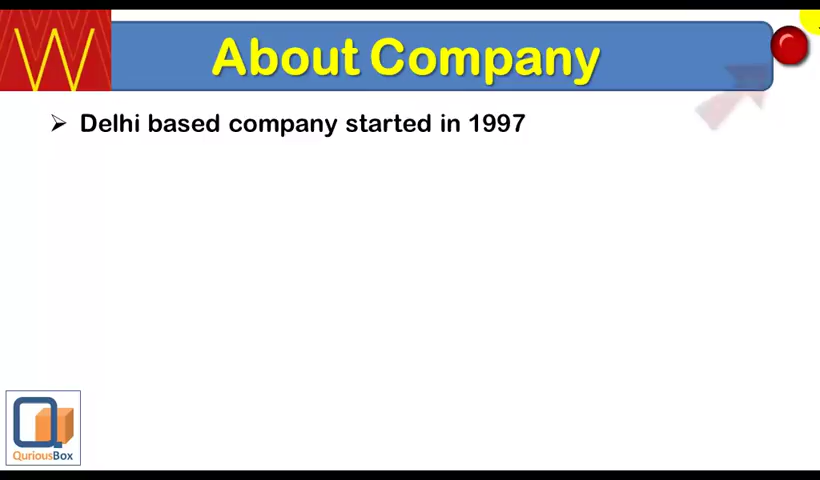 W
About Company
➢ Delhi based company started in 1997
QuriousBox